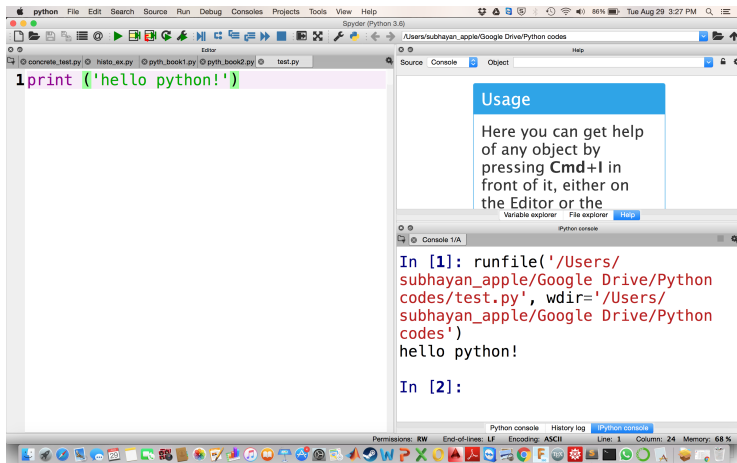 python File Edit Search Source Run Debug Consoles Projects Tools View Help 86% Tue Aug 29 3:27 PM
Spyder (Python 3.6)
/Users/subhayan_apple/Google Drive/Python codes
Editor
concrete_test.py histo_ex.py pyth_book1.py pyth_book2.py test.py
1 print ('hello python!')
Help
Source Console Object
Usage
Here you can get help
of any object by
pressing Cmd+I in
front of it, either on
the Editor or the
Variable explorer File explorer Help
IPython console
Console 1/A
In [1]: runfile('/Users/
subhayan_apple/Google Drive/Python
codes/test.py', wdir='/Users/
subhayan_apple/Google Drive/Python
codes')
hello python!
In [2]:
Python console History log IPython console
Permissions: RW End-of-lines: LF Encoding: ASCII Line: 1 Column: 24 Memory: 68 %